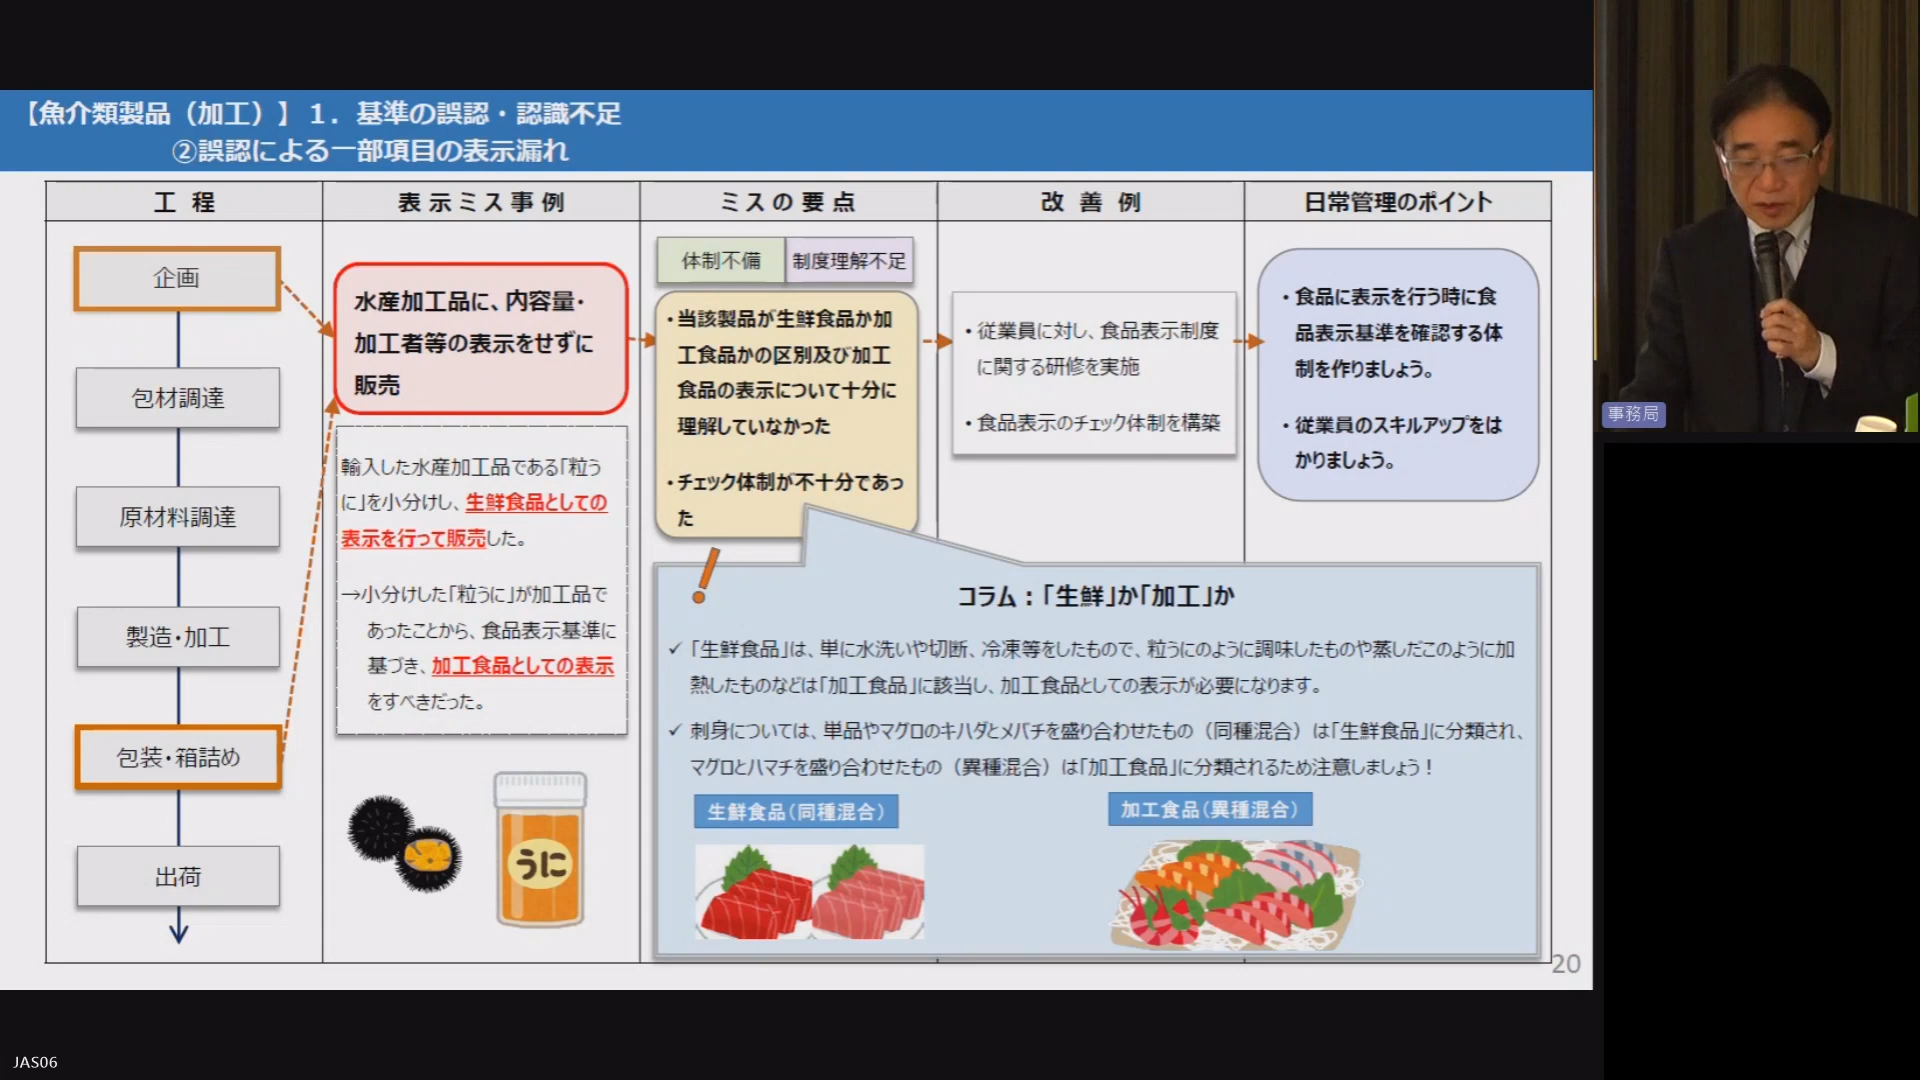 【魚介類製品（加工）】１．基準の誤認・認識不足
②誤認による一部項目の表示漏れ
工 程
表 示 ミ ス 事 例
ミ ス の 要 点
改 善 例
日常管理のポイント
企画
包材調達
原材料調達
製造・加工
包装・箱詰め
出荷
水産加工品に、内容量・
加工者等の表示をせずに
販売
輸入した水産加工品である「粒う
に」を小分けし、生鮮食品としての
表示を行って販売した。
→小分けした「粒うに」が加工品で
あったことから、食品表示基準に
基づき、加工食品としての表示
をすべきだった。
うに
体制不備
制度理解不足
・当該製品が生鮮食品か加
工食品かの区別及び加工
食品の表示について十分に
理解していなかった
・チェック体制が不十分であっ
た
・従業員に対し、食品表示制度
に関する研修を実施
・食品表示のチェック体制を構築
・食品に表示を行う時に食
品表示基準を確認する体
制を作りましょう。
・従業員のスキルアップをは
かりましょう。
コラム：「生鮮」か「加工」か
✓「生鮮食品」は、単に水洗いや切断、冷凍等をしたもので、粒うにのように調味したものや蒸しだこのように加
熱したものなどは「加工食品」に該当し、加工食品としての表示が必要になります。
✓ 刺身については、単品やマグロのキハダとメバチを盛り合わせたもの（同種混合）は「生鮮食品」に分類され、
マグロとハマチを盛り合わせたもの（異種混合）は「加工食品」に分類されるため注意しましょう！
生鮮食品（同種混合）
加工食品（異種混合）
20
事務局
JAS06